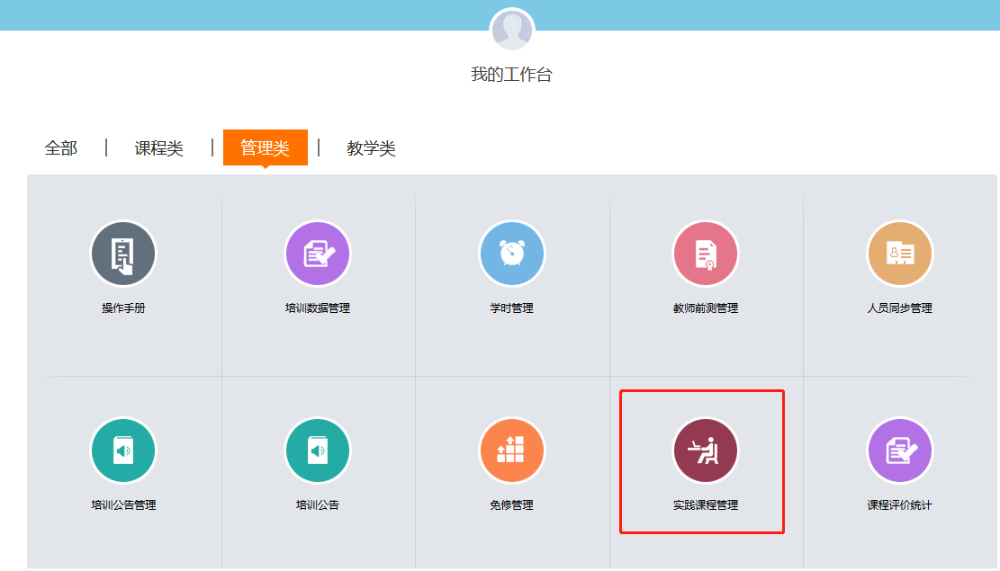 我的工作台
全部
课程类
管理类
教学类
操作手册
培训数据管理
学时管理
教师前测管理
人员同步管理
培训公告管理
培训公告
免修管理
实践课程管理
课程评价统计